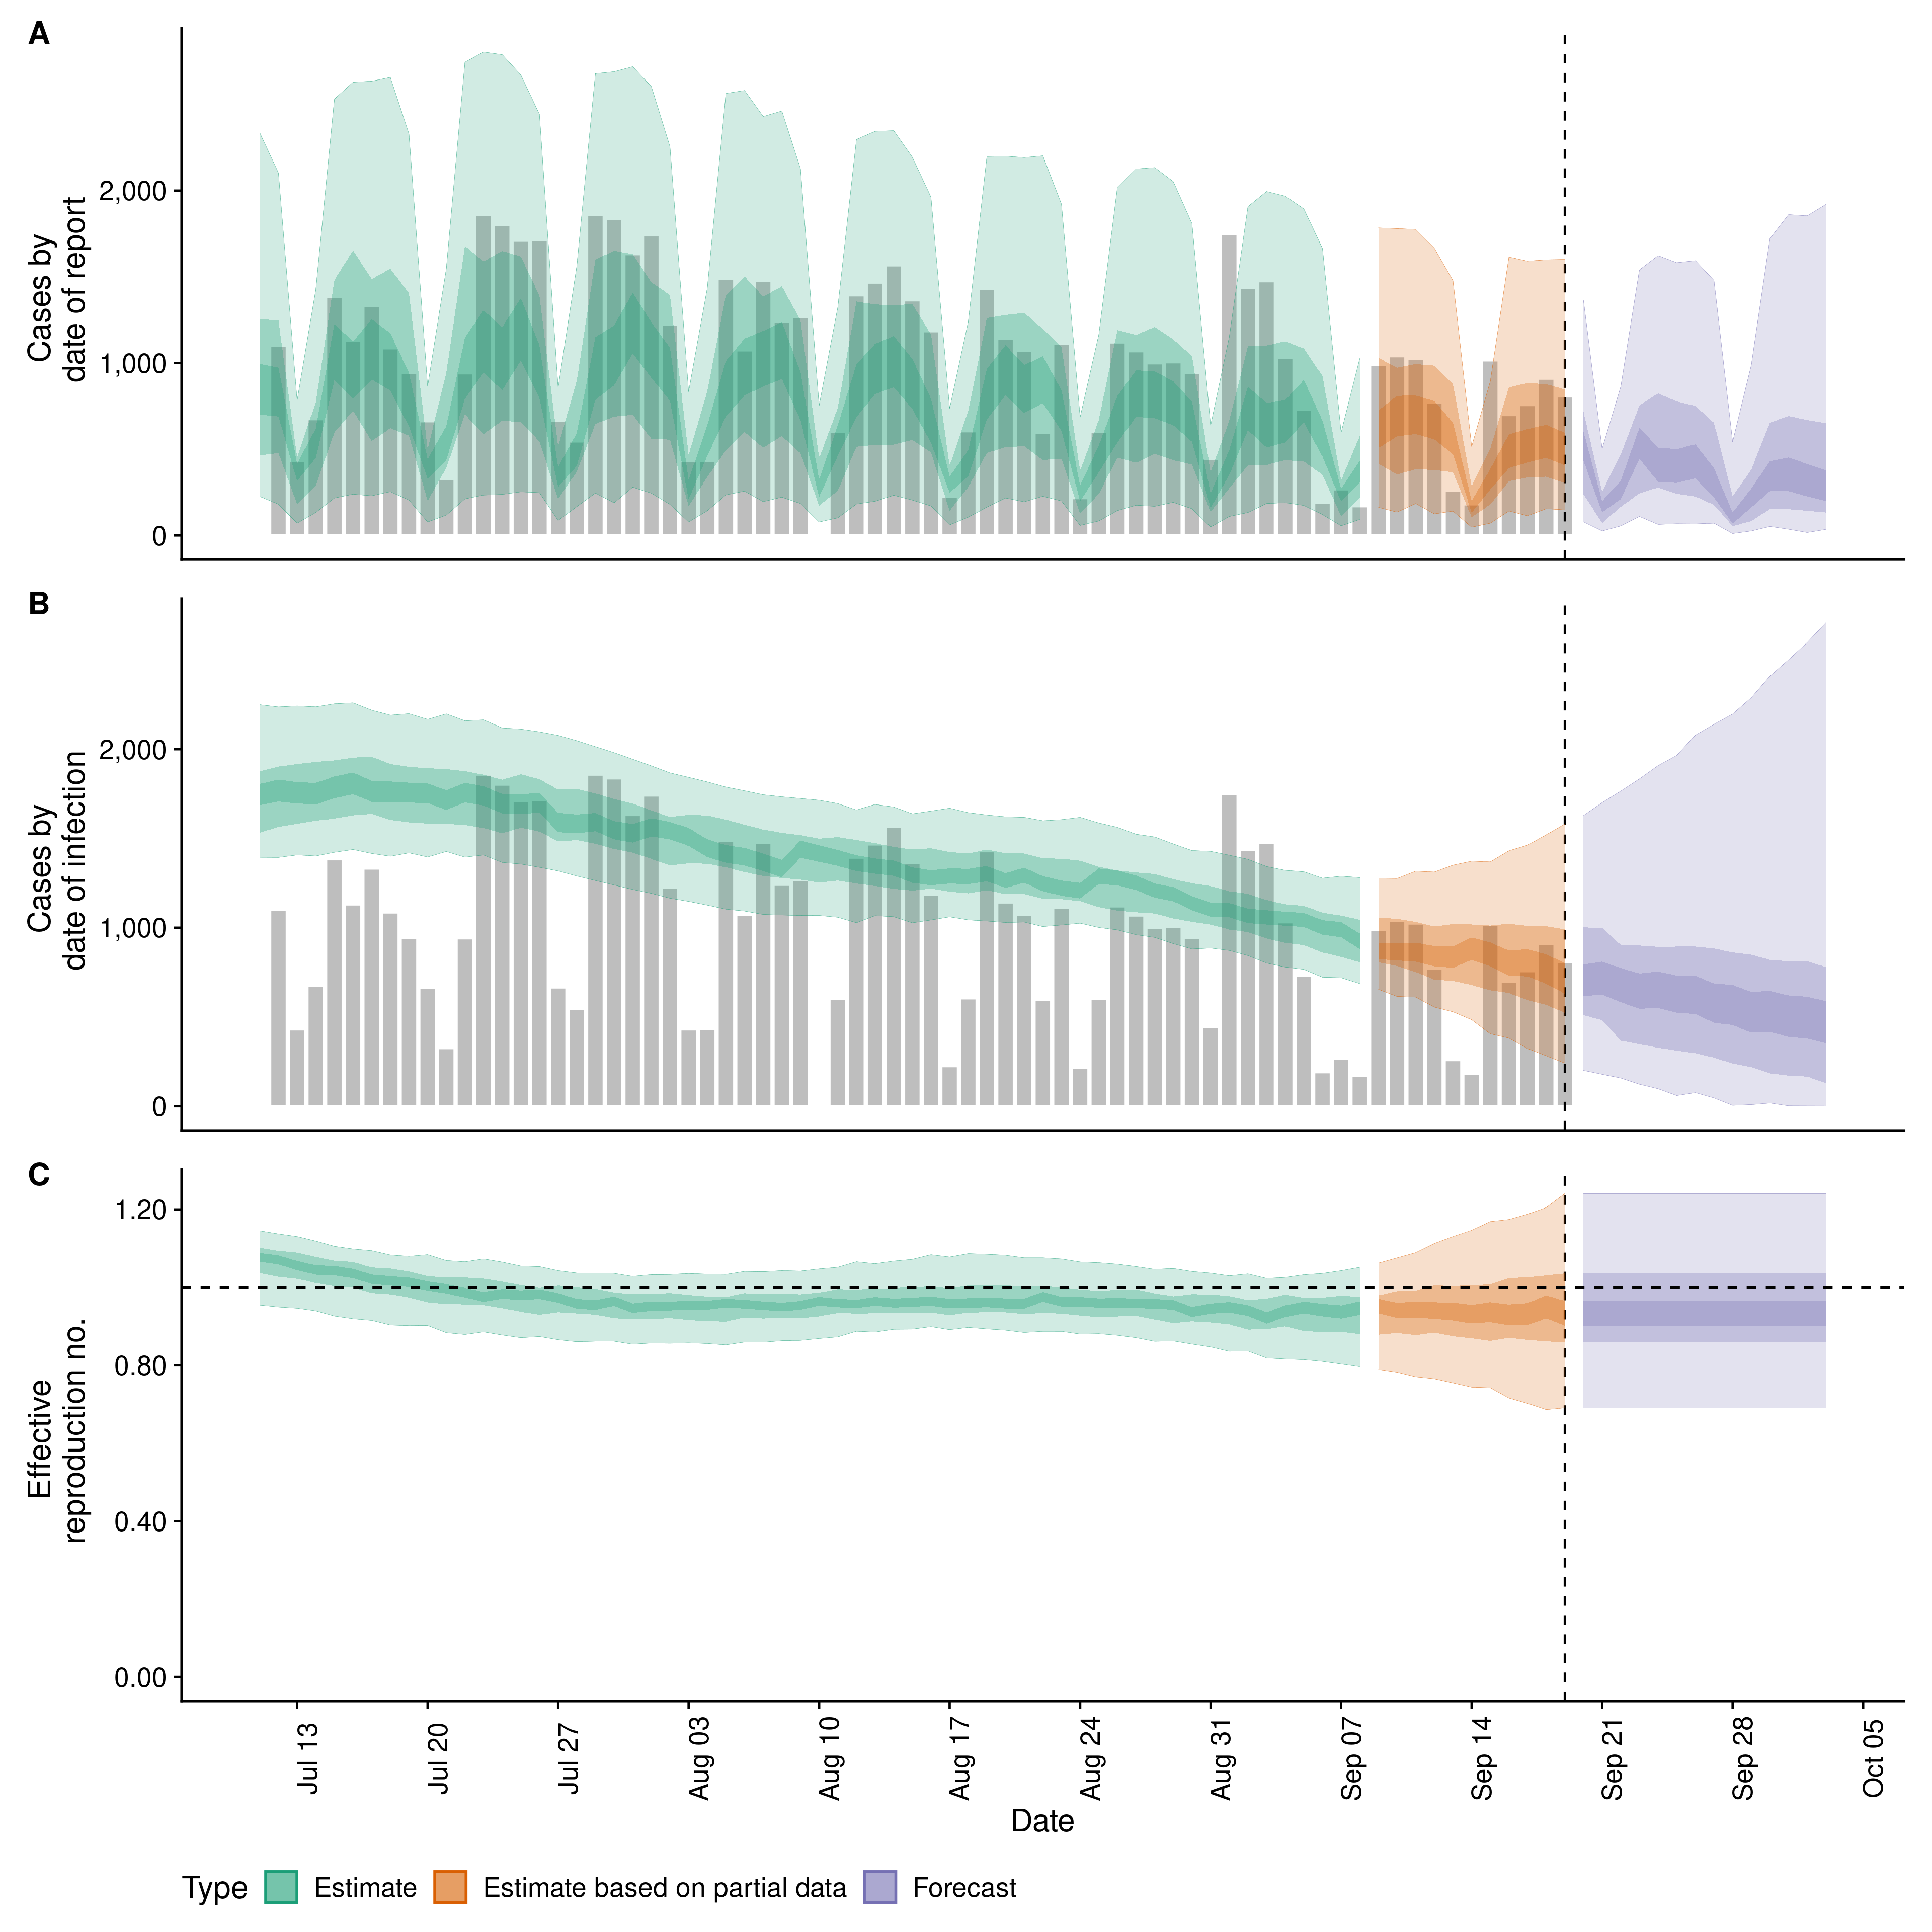 A
Cases by
date of report
2,000
1,000
0
B
Cases by
date of infection
2,000
1,000
0
C
Effective
reproduction no.
1.20
0.80
0.40
0.00
Jul 13
Jul 20
Jul 27
Aug 03
Aug 10
Aug 17
Aug 24
Aug 31
Sep 07
Sep 14
Sep 21
Sep 28
Oct 05
Date
Type Estimate Estimate based on partial data Forecast